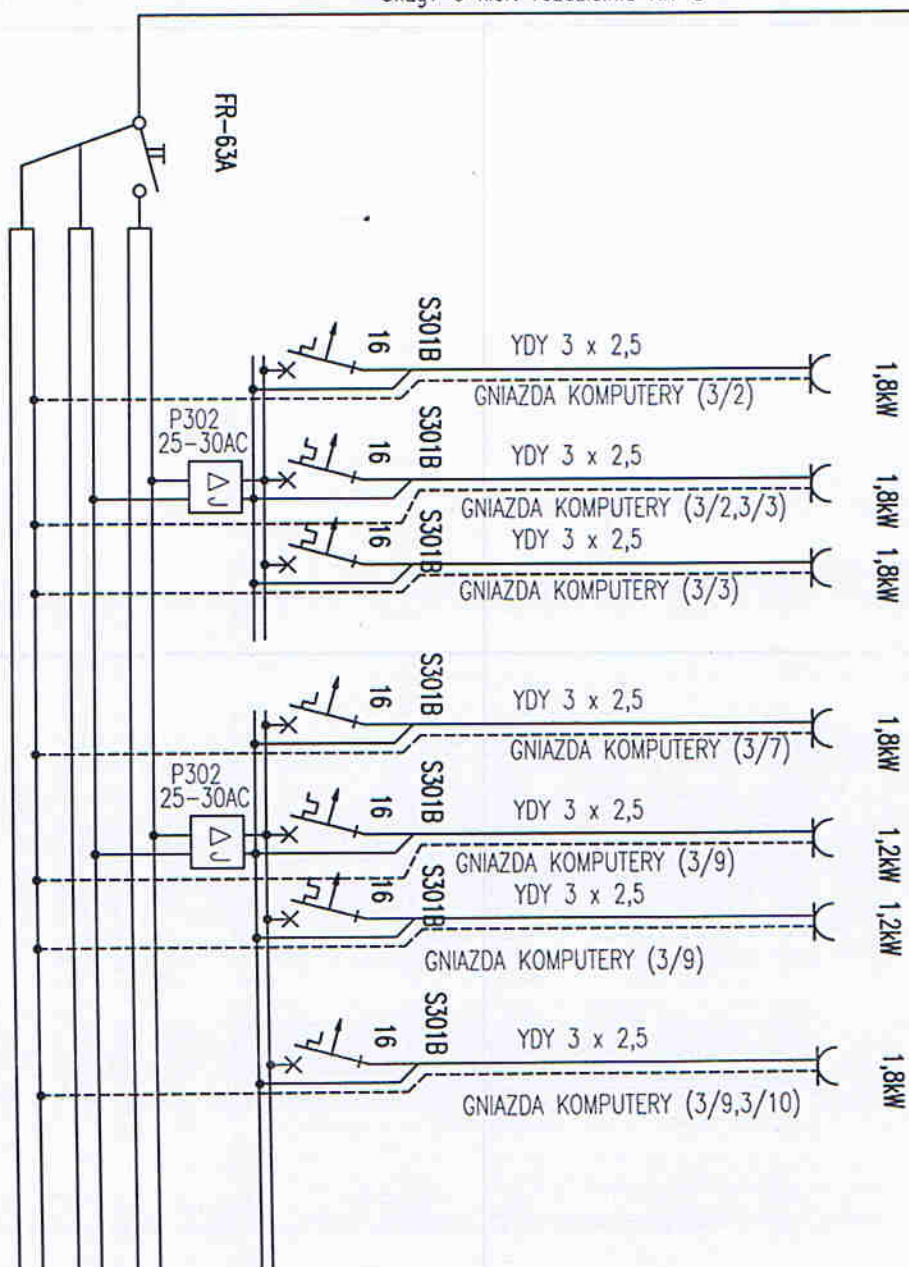 FR-63A
S301B
16
YDY 3 x 2,5
GNIAZDA KOMPUTERY (3/2)
1,8kW
P302
25-30AC
S301B
16
YDY 3 x 2,5
GNIAZDA KOMPUTERY (3/2,3/3)
1,8kW
S301B
16
YDY 3 x 2,5
GNIAZDA KOMPUTERY (3/3)
1,8kW
S301B
16
YDY 3 x 2,5
GNIAZDA KOMPUTERY (3/7)
1,8kW
P302
25-30AC
S301B
16
YDY 3 x 2,5
GNIAZDA KOMPUTERY (3/9)
1,2kW
S301B
16
YDY 3 x 2,5
GNIAZDA KOMPUTERY (3/9)
1,2kW
S301B
16
YDY 3 x 2,5
GNIAZDA KOMPUTERY (3/9,3/10)
1,8kW